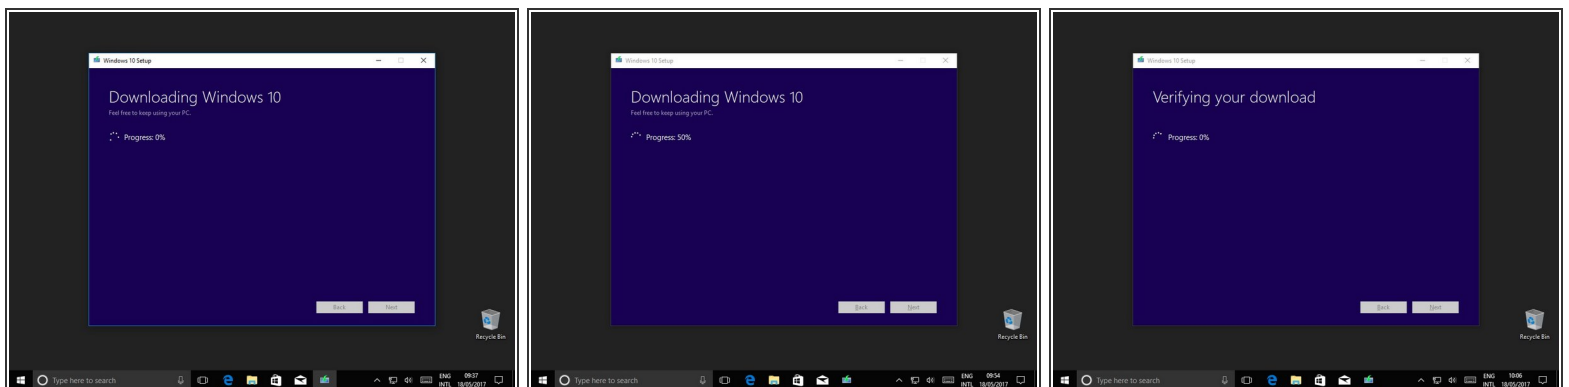 Windows 10 Setup
Downloading Windows 10
Feel free to keep using your PC.
Progress: 0%
Back Next
Recycle Bin
Type here to search
ENG 09:37
INTL 18/05/2017
Windows 10 Setup
Downloading Windows 10
Feel free to keep using your PC.
Progress: 50%
Back Next
Recycle Bin
Type here to search
ENG 09:54
INTL 18/05/2017
Windows 10 Setup
Verifying your download
Progress: 0%
Back Next
Recycle Bin
Type here to search
ENG 10:06
INTL 18/05/2017